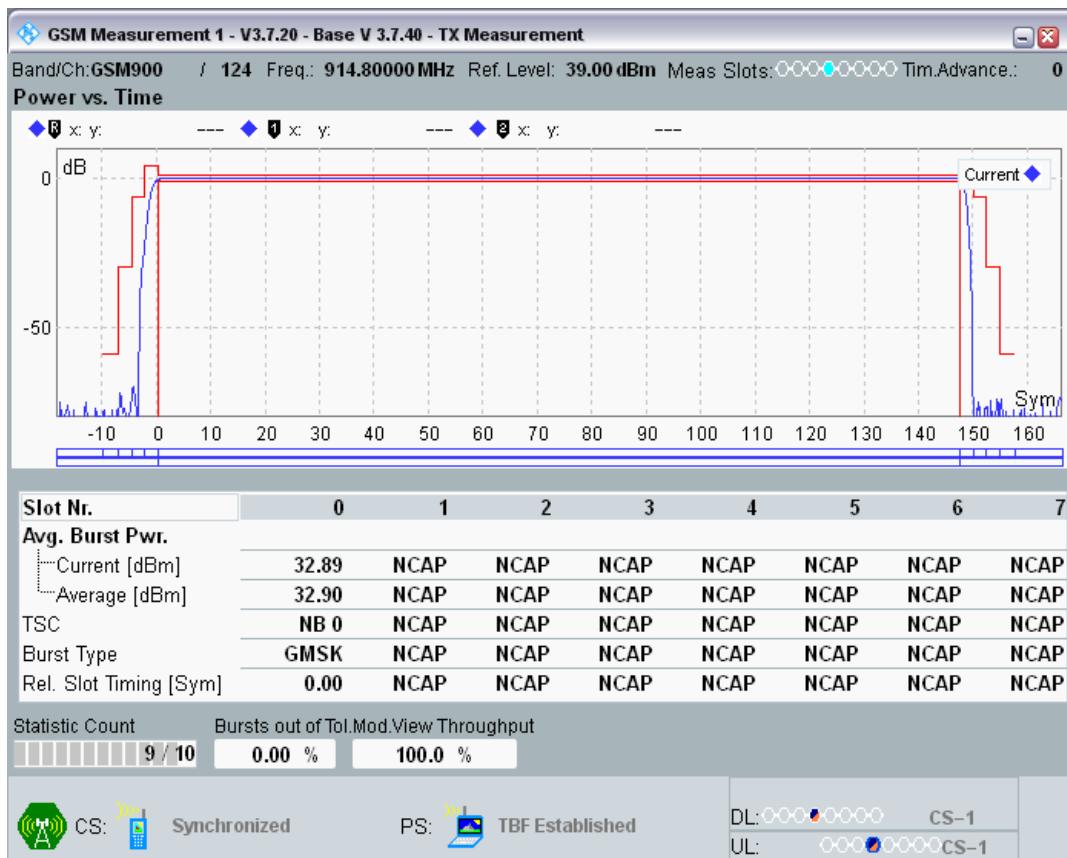 GSM Measurement 1 - V3.7.20 - Base V 3.7.40 - TX Measurement
Band/Ch:GSM900 / 124 Freq.: 914.80000 MHz Ref. Level: 39.00 dBm Meas Slots: Tim.Advance.: 0
Power vs. Time
R x: y: --- 1 x: y: --- 2 x: y: ---
dB
0
Current
-50
Sym
-10 0 10 20 30 40 50 60 70 80 90 100 110 120 130 140 150 160
Slot Nr. 0 1 2 3 4 5 6 7
Avg. Burst Pwr.
Current [dBm] 32.89 NCAP NCAP NCAP NCAP NCAP NCAP NCAP
Average [dBm] 32.90 NCAP NCAP NCAP NCAP NCAP NCAP NCAP
TSC NB 0 NCAP NCAP NCAP NCAP NCAP NCAP NCAP
Burst Type GMSK NCAP NCAP NCAP NCAP NCAP NCAP NCAP
Rel. Slot Timing [Sym] 0.00 NCAP NCAP NCAP NCAP NCAP NCAP NCAP
Statistic Count Bursts out of Tol.Mod.View Throughput
9 / 10 0.00 % 100.0 %
CS: Synchronized PS: TBF Established
DL: CS-1
UL: CS-1